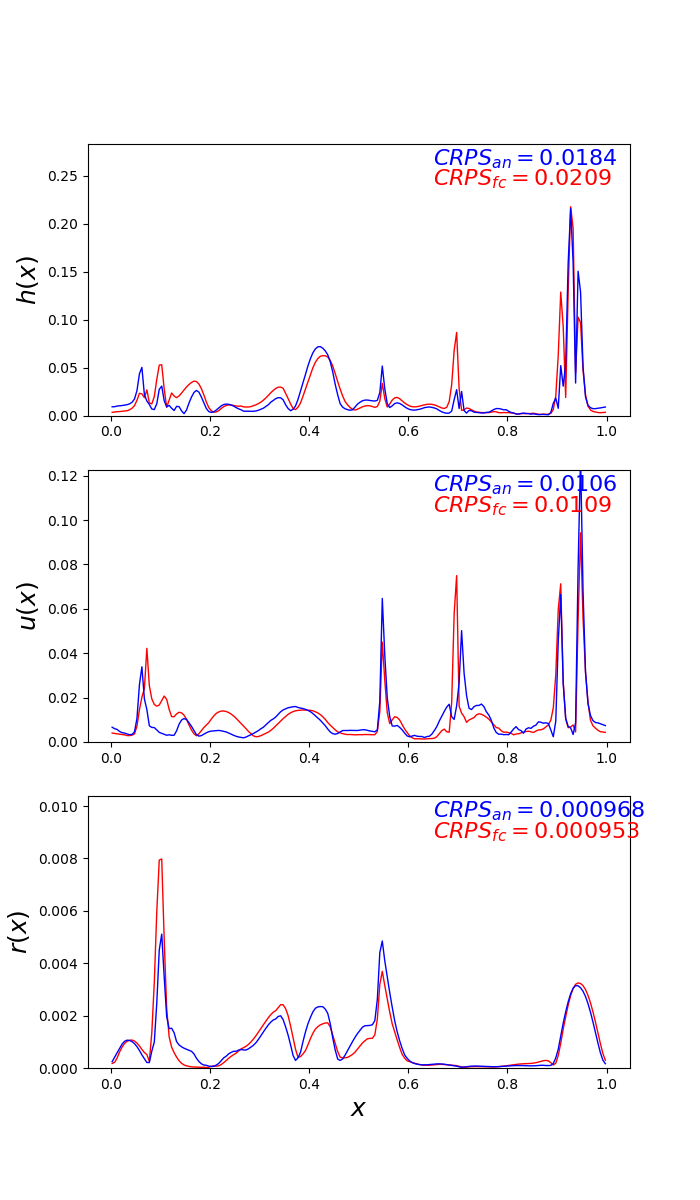 CRPS_an = 0.0184
CRPS_fc = 0.0209
h(x)
0.25
0.20
0.15
0.10
0.05
0.00
0.0 0.2 0.4 0.6 0.8 1.0
CRPS_an = 0.0106
CRPS_fc = 0.0109
u(x)
0.12
0.10
0.08
0.06
0.04
0.02
0.00
0.0 0.2 0.4 0.6 0.8 1.0
CRPS_an = 0.000968
CRPS_fc = 0.000953
r(x)
0.010
0.008
0.006
0.004
0.002
0.000
0.0 0.2 0.4 0.6 0.8 1.0
x